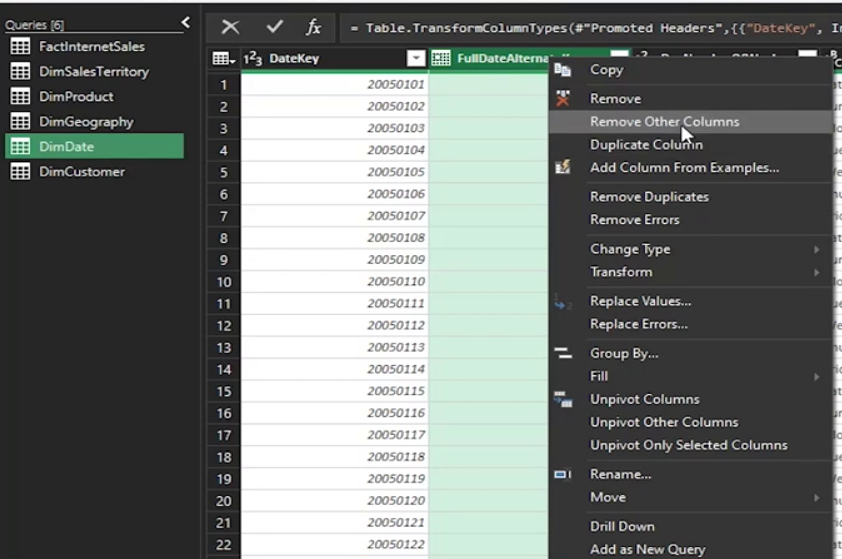 Queries [6]
FactInternetSales
DimSalesTerritory
DimProduct
DimGeography
DimDate
DimCustomer
fx
= Table.TransformColumnTypes(#"Promoted Headers",{{"DateKey",
1²3 DateKey
1 20050101
2 20050102
3 20050103
4 20050104
5 20050105
6 20050106
7 20050107
8 20050108
9 20050109
10 20050110
11 20050111
12 20050112
13 20050113
14 20050114
15 20050115
16 20050116
17 20050117
18 20050118
19 20050119
20 20050120
21 20050121
22 20050122
Copy
Remove
Remove Other Columns
Duplicate Column
Add Column From Examples...
Remove Duplicates
Remove Errors
Change Type
Transform
Replace Values...
Replace Errors...
Group By...
Fill
Unpivot Columns
Unpivot Other Columns
Unpivot Only Selected Columns
Rename...
Move
Drill Down
Add as New Query